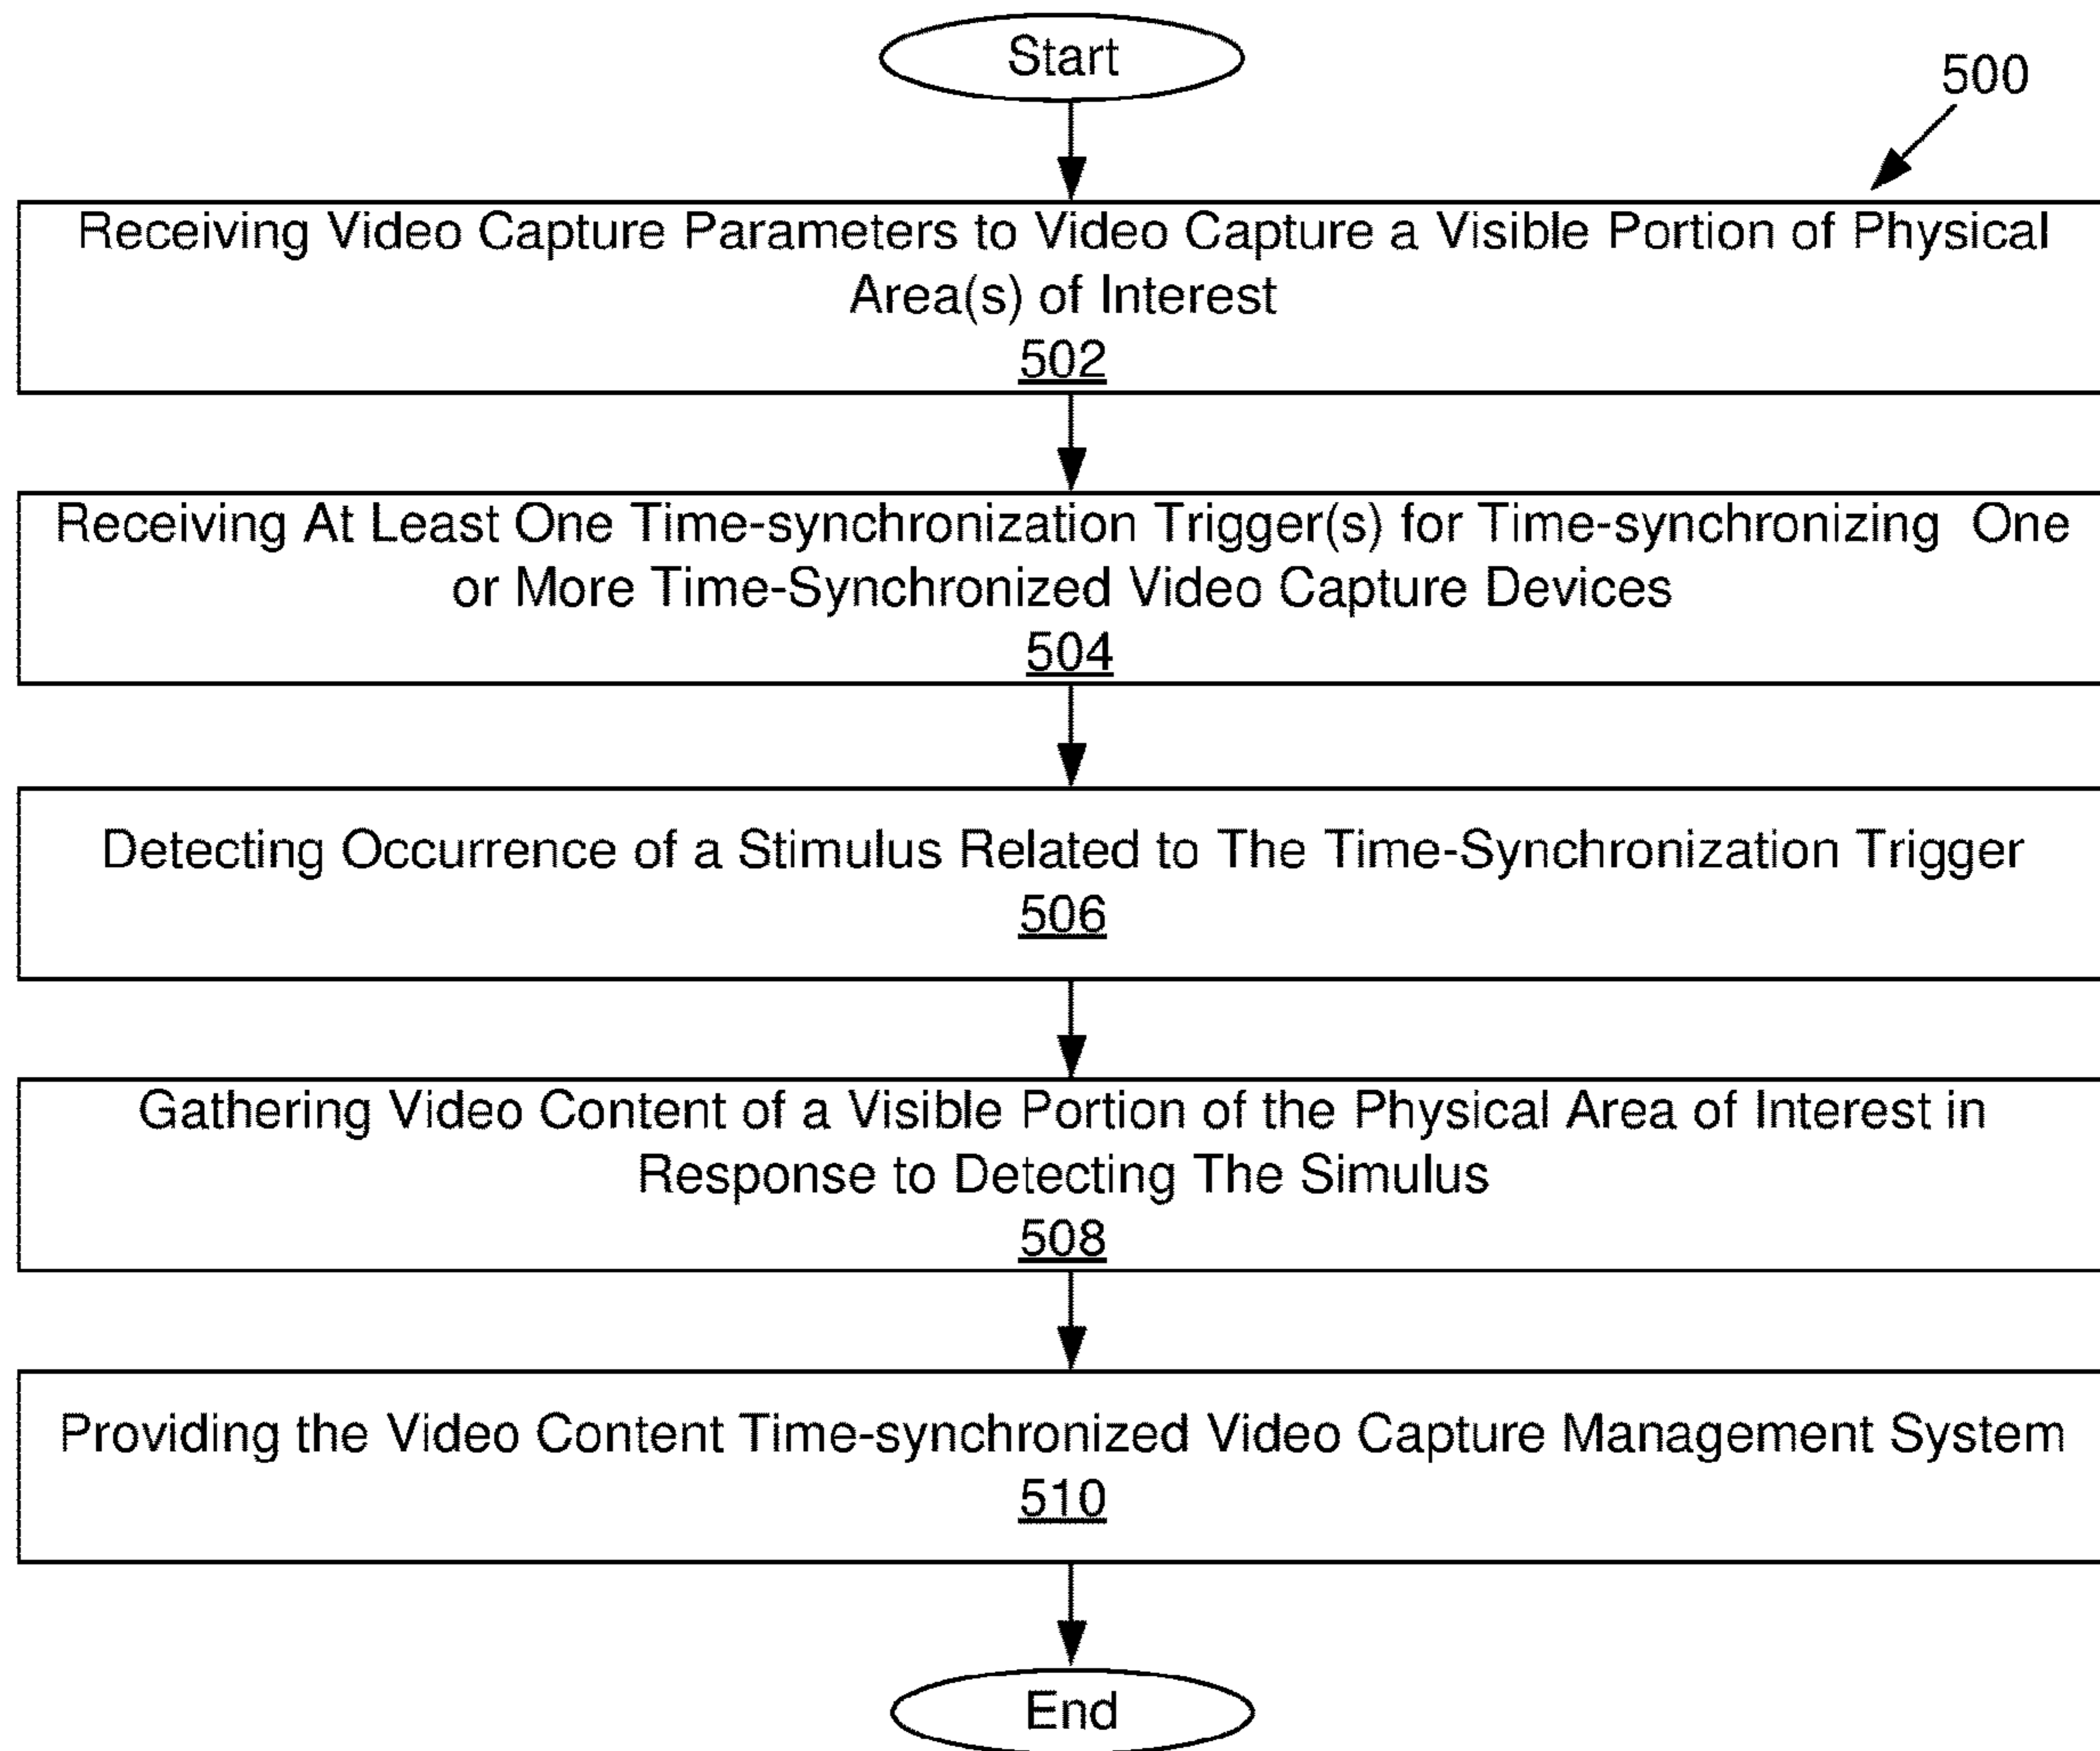 Start
500
Receiving Video Capture Parameters to Video Capture a Visible Portion of Physical
Area(s) of Interest
502
Receiving At Least One Time-synchronization Trigger(s) for Time-synchronizing  One
or More Time-Synchronized Video Capture Devices
504
Detecting Occurrence of a Stimulus Related to The Time-Synchronization Trigger
506
Gathering Video Content of a Visible Portion of the Physical Area of Interest in
Response to Detecting The Simulus
508
Providing the Video Content Time-synchronized Video Capture Management System
510
End